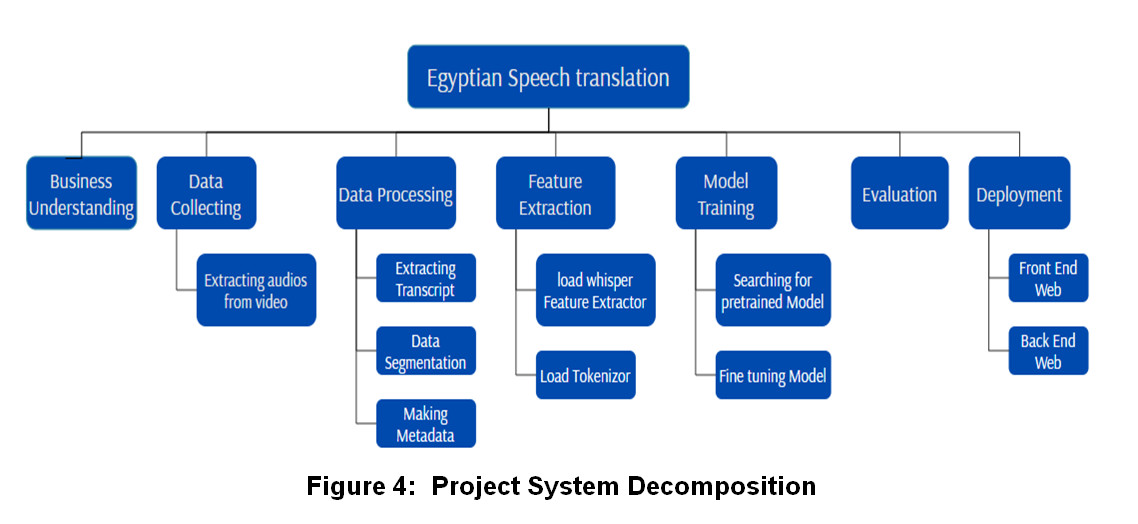 Egyptian Speech translation
Business
Understanding
Data
Collecting
Extracting audios
from video
Data Processing
Extracting
Transcript
Data
Segmentation
Making
Metadata
Feature
Extraction
load whisper
Feature Extractor
Load Tokenizor
Model
Training
Searching for
pretrained Model
Fine tuning Model
Evaluation
Deployment
Front End
Web
Back End
Web
Figure 4: Project System Decomposition